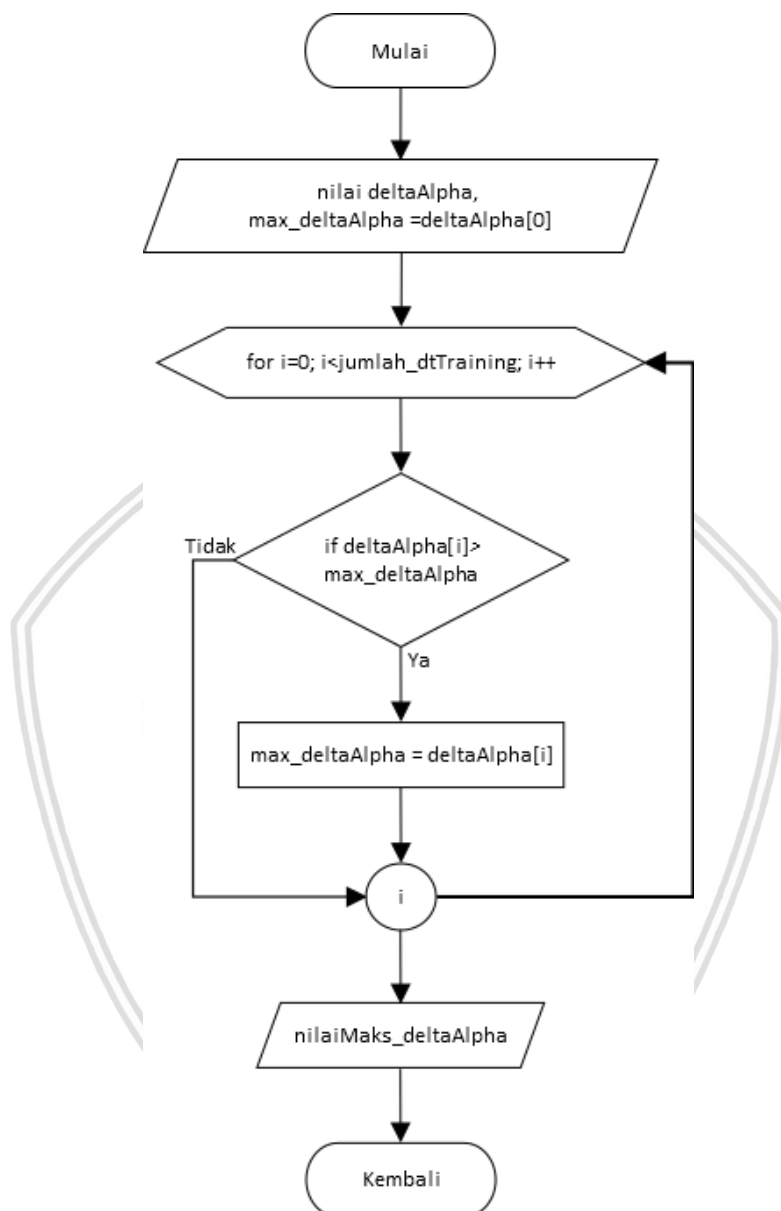 Mulai
nilai deltaAlpha,
max_deltaAlpha =deltaAlpha[0]
for i=0; i<jumlah_dtTraining; i++
Tidak
if deltaAlpha[i]>
max_deltaAlpha
Ya
max_deltaAlpha = deltaAlpha[i]
i
nilaiMaks_deltaAlpha
Kembali